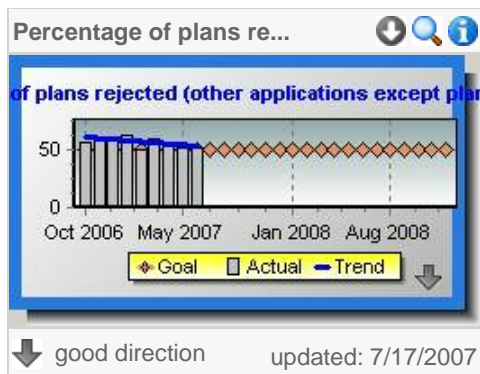 Percentage of plans re...
of plans rejected (other applications except plan
50
0
Oct 2006 May 2007 Jan 2008 Aug 2008
Goal Actual Trend
good direction updated: 7/17/2007